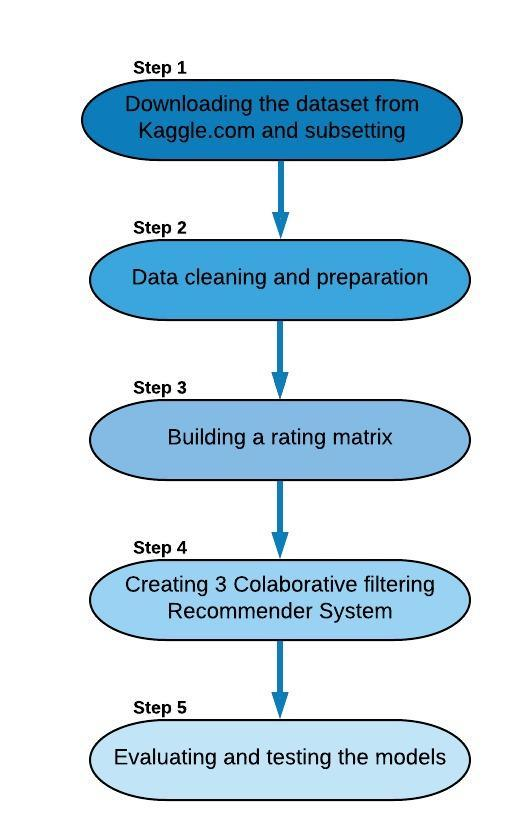 Step 1
Downloading the dataset from
Kaggle.com and subsetting
Step 2
Data cleaning and preparation
Step 3
Building a rating matrix
Step 4
Creating 3 Colaborative filtering
Recommender System
Step 5
Evaluating and testing the models